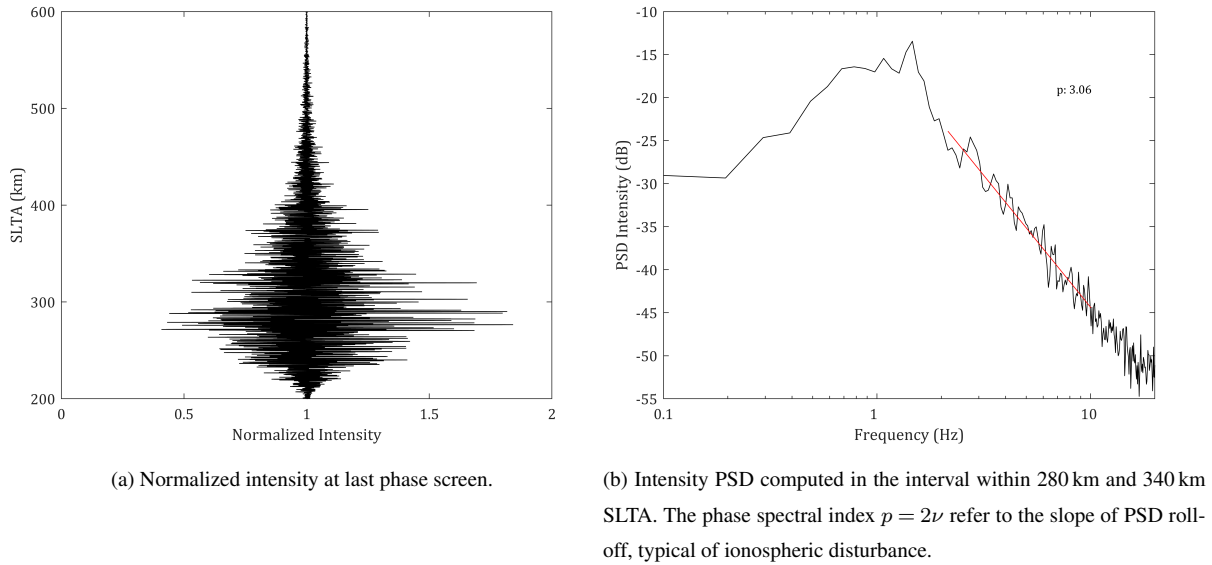 600
500
400
300
200
0
0.5
1
1.5
2
SLTA (km)
Normalized Intensity
-10
-15
-20
-25
-30
-35
-40
-45
-50
-55
0.1
1
10
PSD Intensity (dB)
Frequency (Hz)
p: 3.06
(a) Normalized intensity at last phase screen.
(b) Intensity PSD computed in the interval within 280 km and 340 km
SLTA. The phase spectral index p = 2ν refer to the slope of PSD roll-
off, typical of ionospheric disturbance.